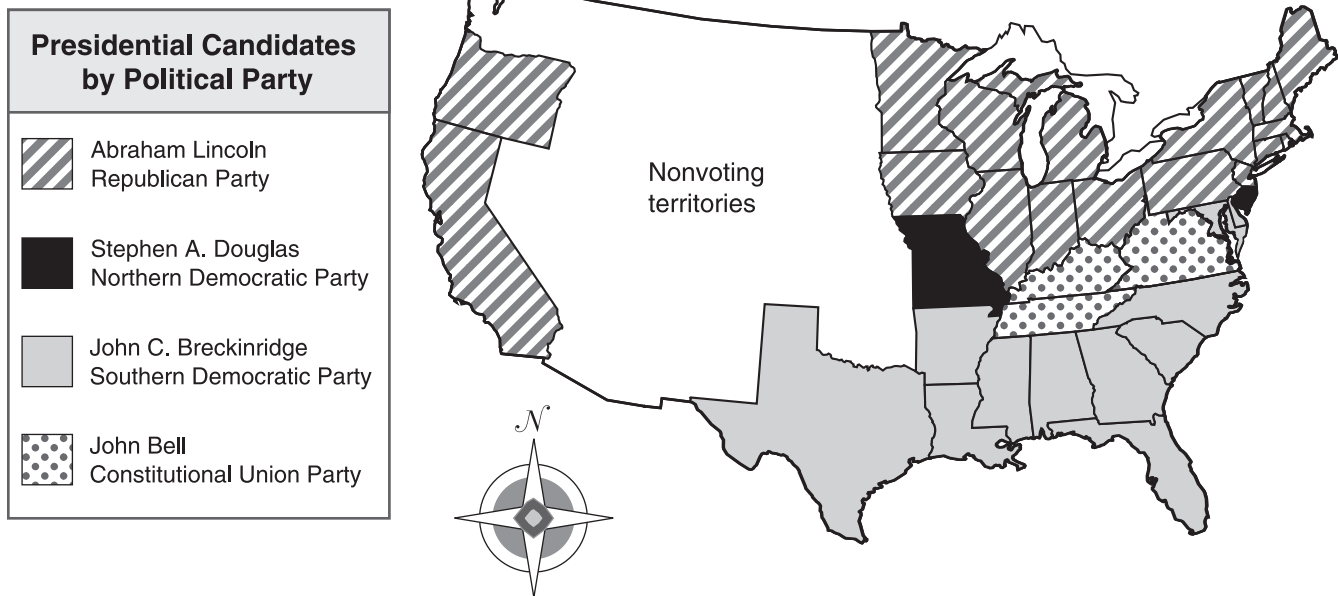 Presidential Candidates
by Political Party
Abraham Lincoln
Republican Party
Stephen A. Douglas
Northern Democratic Party
John C. Breckinridge
Southern Democratic Party
John Bell
Constitutional Union Party
Nonvoting
territories
N